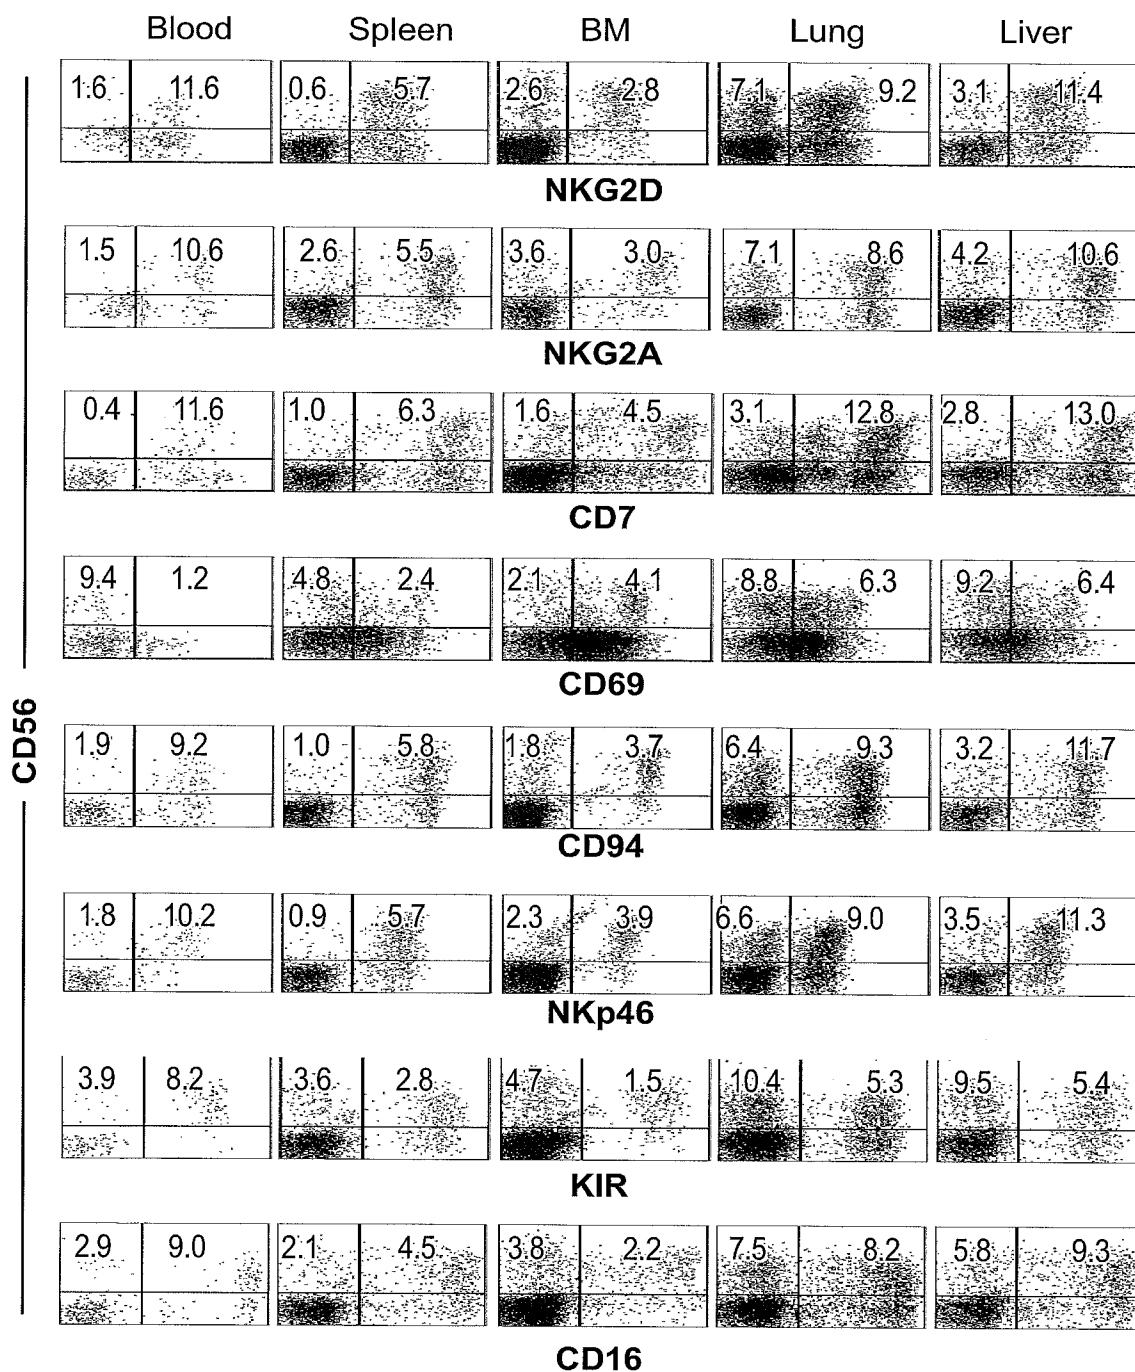 Blood Spleen BM Lung Liver
1.6 11.6 0.6 5.7 2.6 2.8 7.1 9.2 3.1 11.4
NKG2D
1.5 10.6 2.6 5.5 3.6 3.0 7.1 8.6 4.2 10.6
NKG2A
0.4 11.6 1.0 6.3 1.6 4.5 3.1 12.8 2.8 13.0
CD7
9.4 1.2 4.8 2.4 2.1 4.1 8.8 6.3 9.2 6.4
CD69
CD56
1.9 9.2 1.0 5.8 1.8 3.7 6.4 9.3 3.2 11.7
CD94
1.8 10.2 0.9 5.7 2.3 3.9 6.6 9.0 3.5 11.3
NKp46
3.9 8.2 3.6 2.8 4.7 1.5 10.4 5.3 9.5 5.4
KIR
2.9 9.0 2.1 4.5 3.8 2.2 7.5 8.2 5.8 9.3
CD16